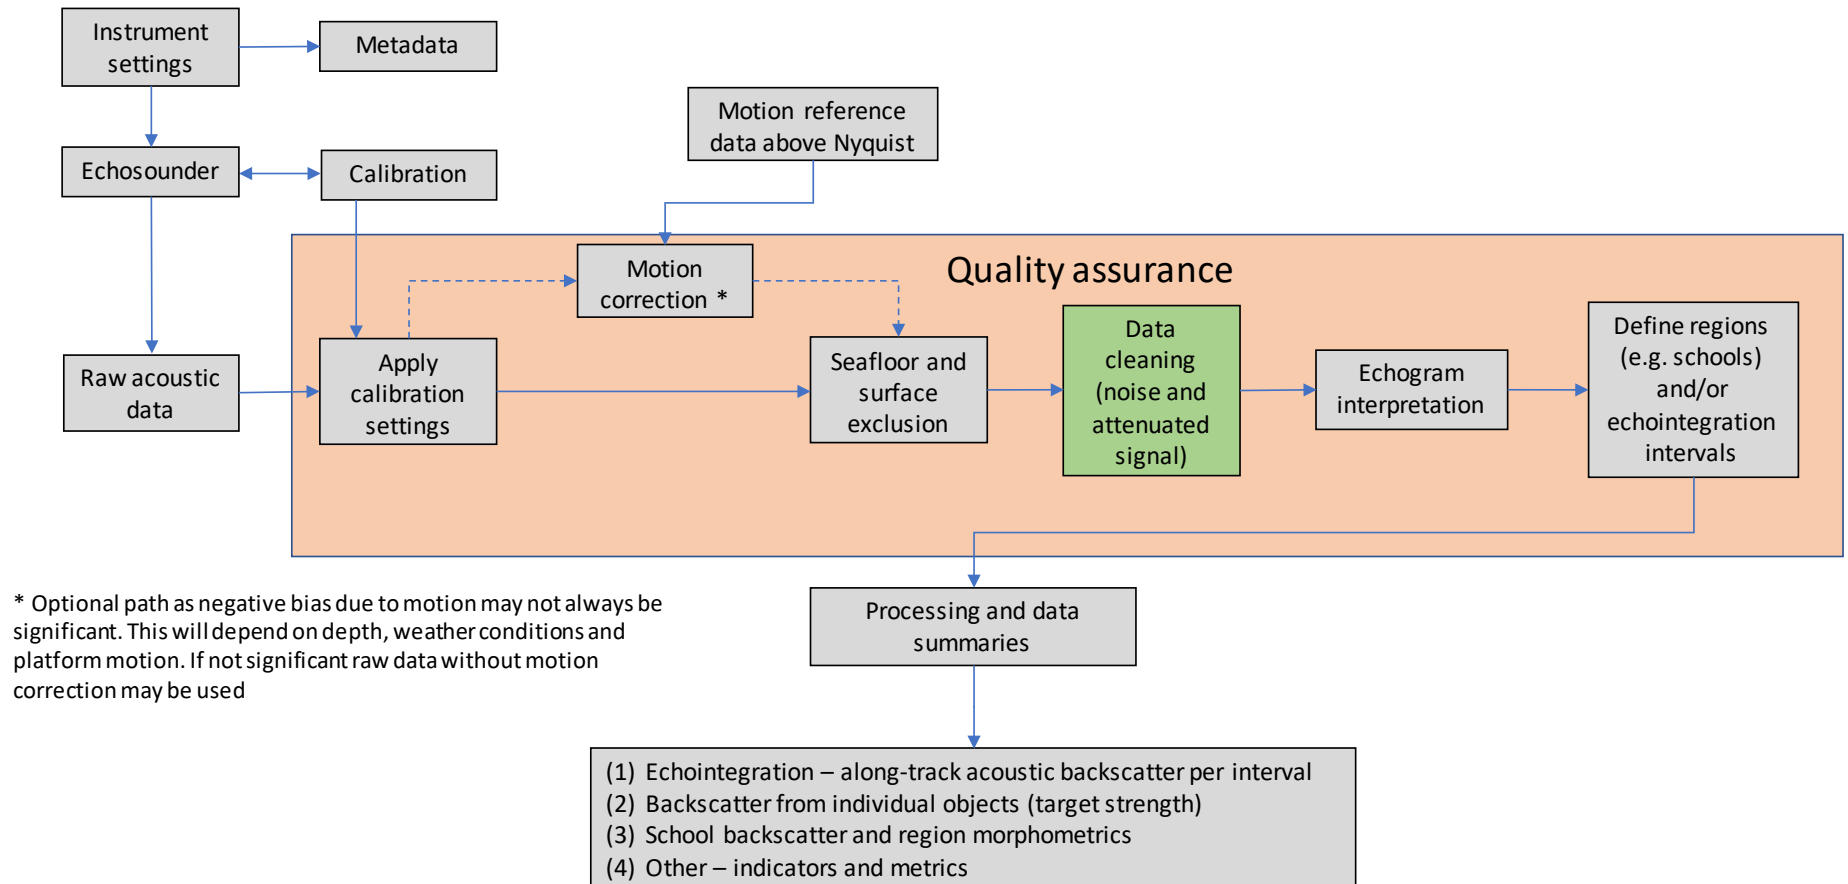 Instrument
settings
Metadata
Motion reference
data above Nyquist
Echosounder
Calibration
Quality assurance
Motion
correction *
Raw acoustic
data
Apply
calibration
settings
Seafloor and
surface
exclusion
Data
cleaning
(noise and
attenuated
signal)
Echogram
interpretation
Define regions
(e.g. schools)
and/or
echointegration
intervals
* Optional path as negative bias due to motion may not always be
significant. This will depend on depth, weather conditions and
platform motion. If not significant raw data without motion
correction may be used
Processing and data
summaries
(1) Echointegration – along-track acoustic backscatter per interval
(2) Backscatter from individual objects (target strength)
(3) School backscatter and region morphometrics
(4) Other – indicators and metrics